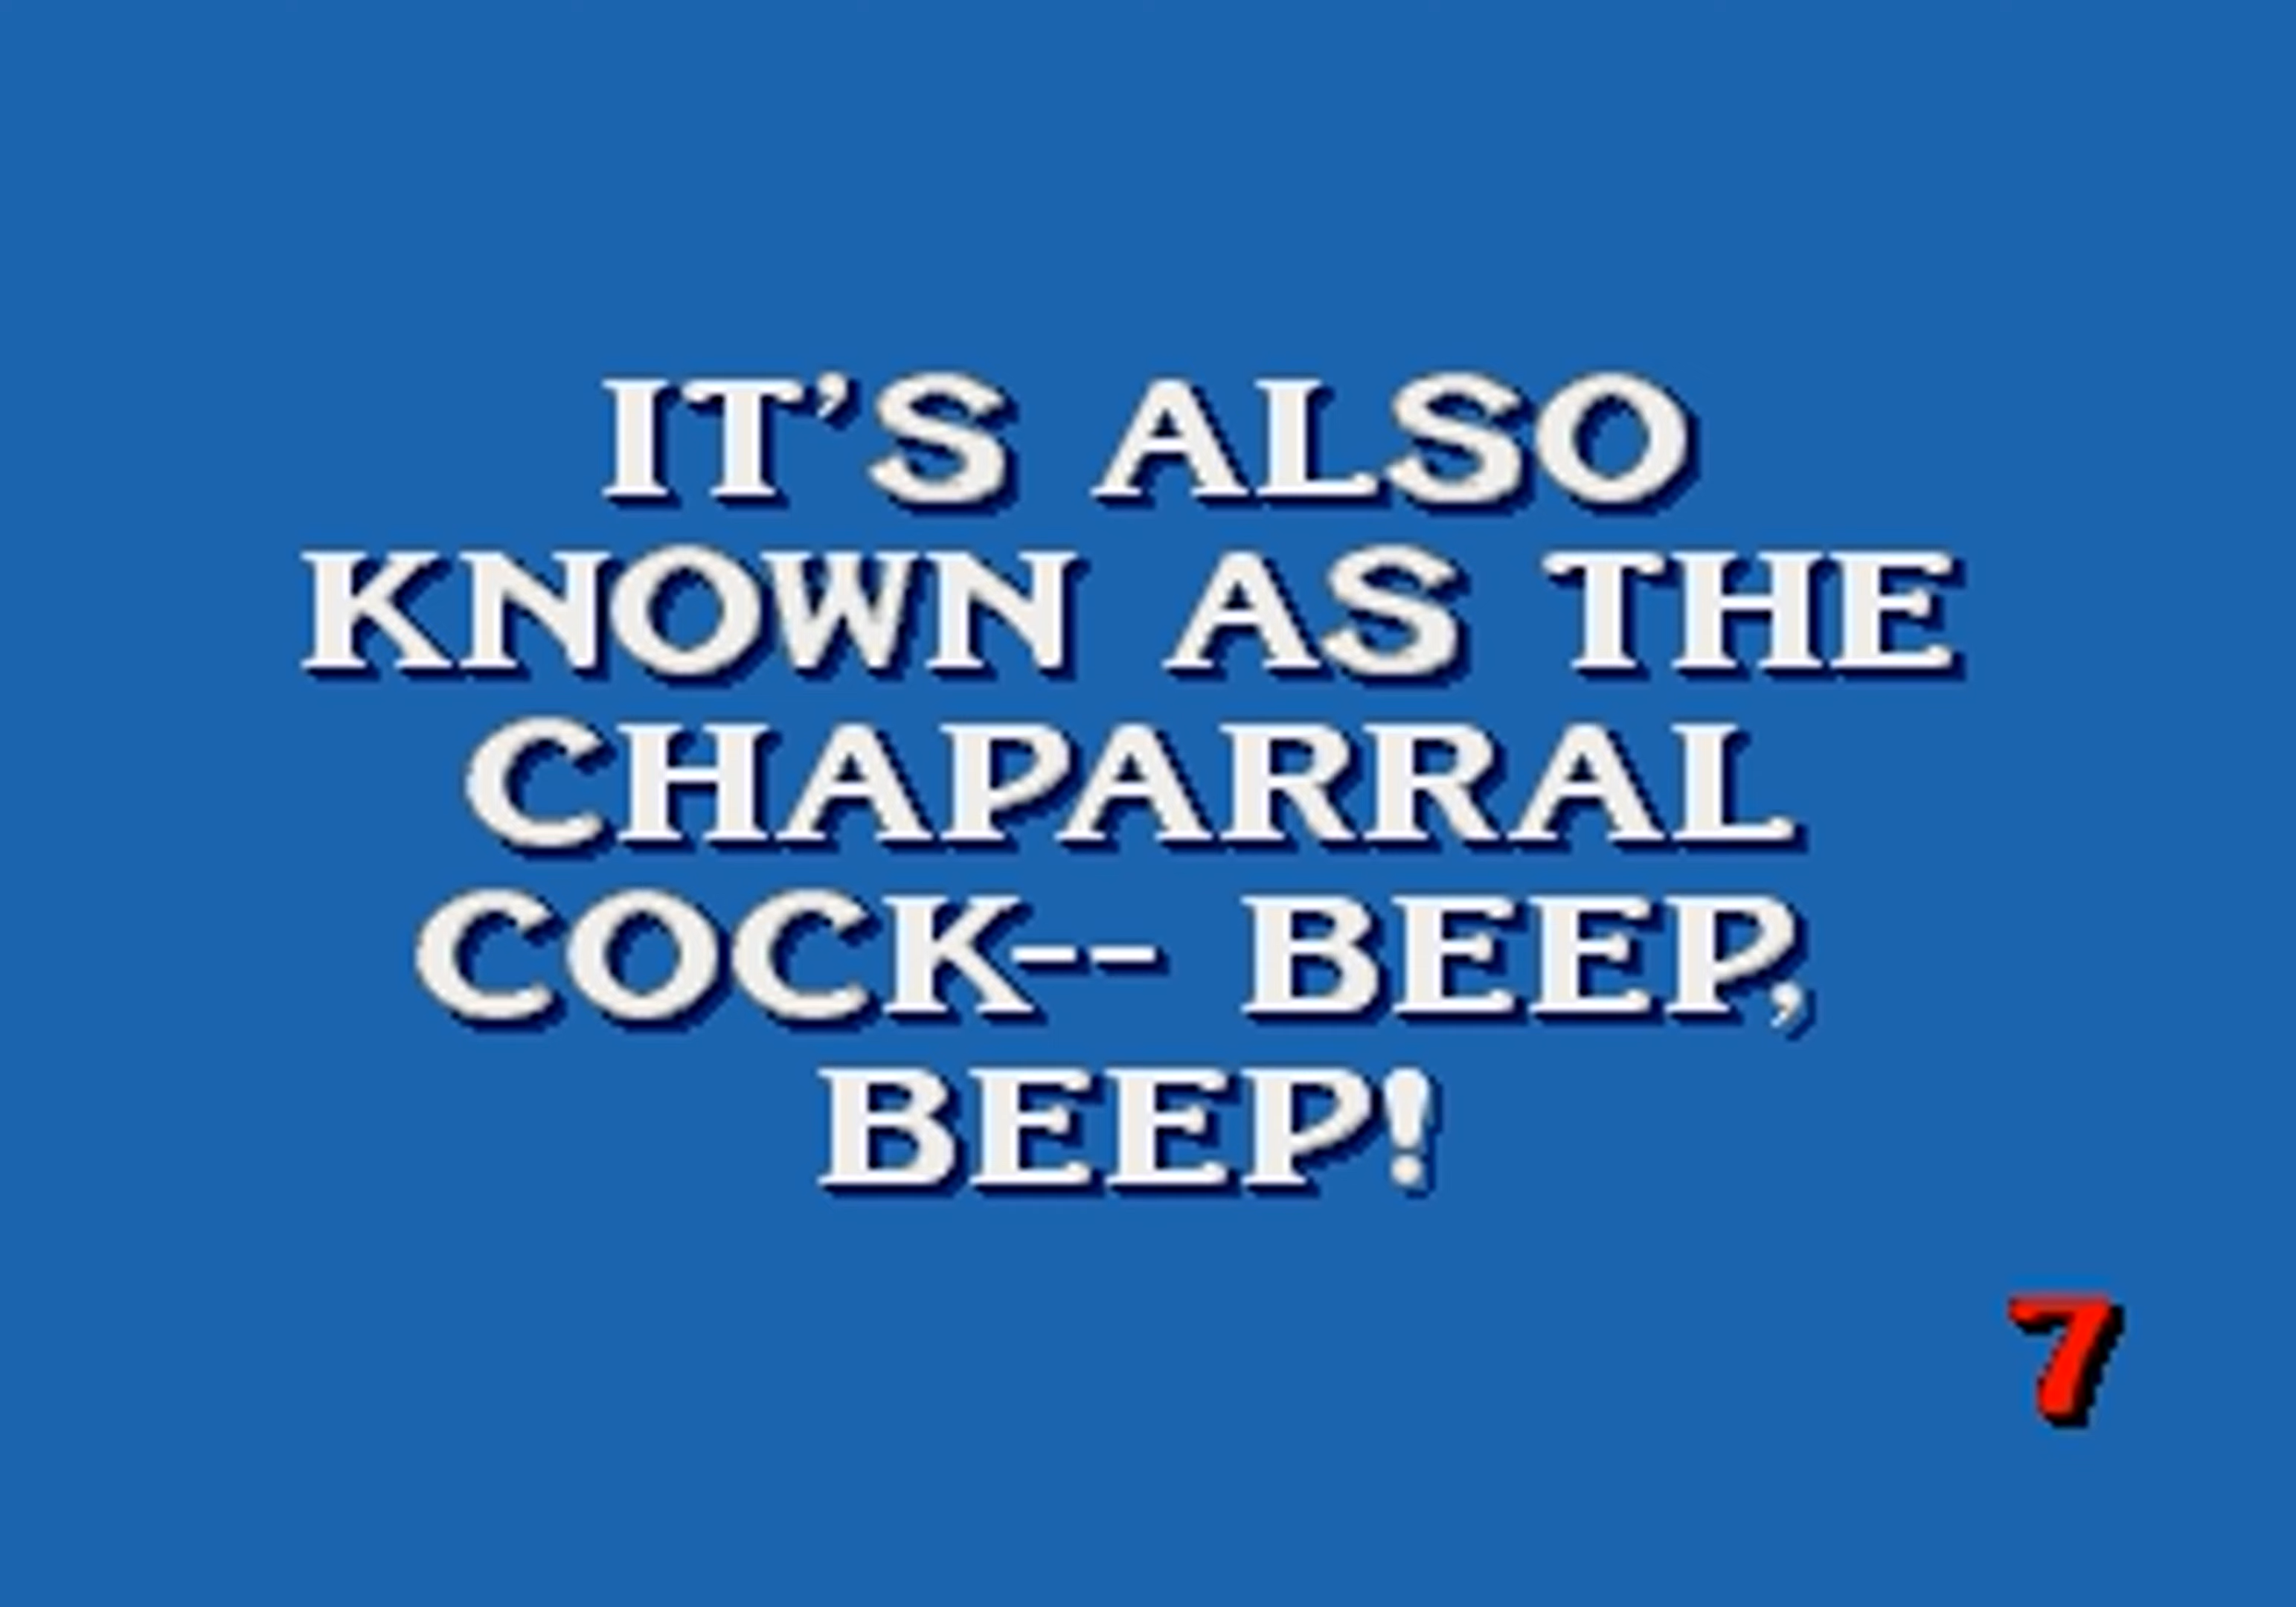 IT'S ALSO
KNOWN AS THE
CHAPARRAL
COCK-- BEEP,
BEEP!
7